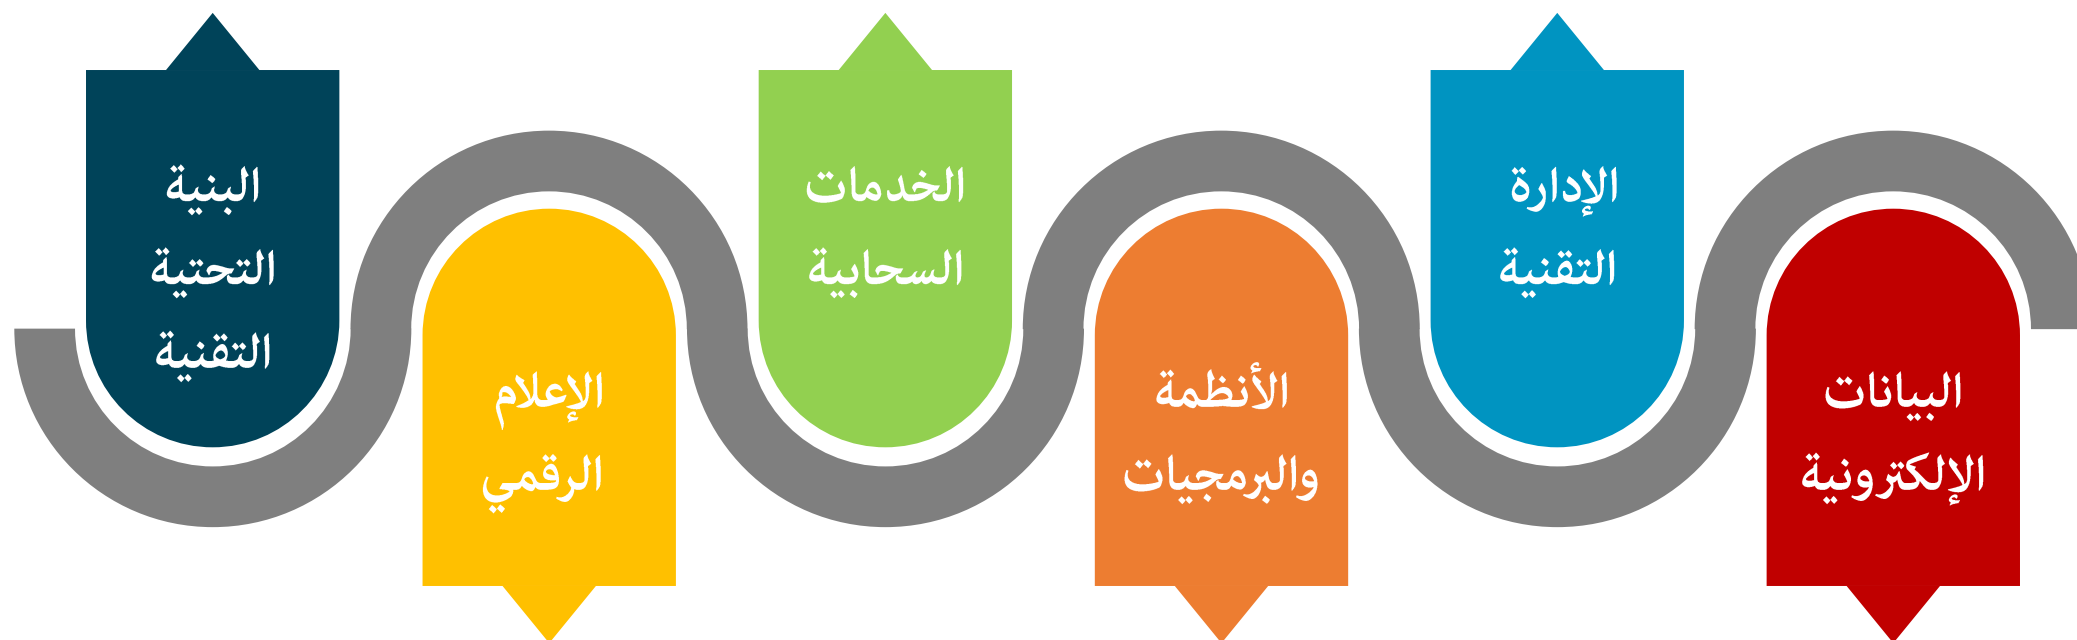 البيانات
الإلكترونية
الإدارة
التقنية
الأنظمة
والبرمجيات
الخدمات
السحابية
الإعلام
الرقمي
البنية
التحتية
التقنية